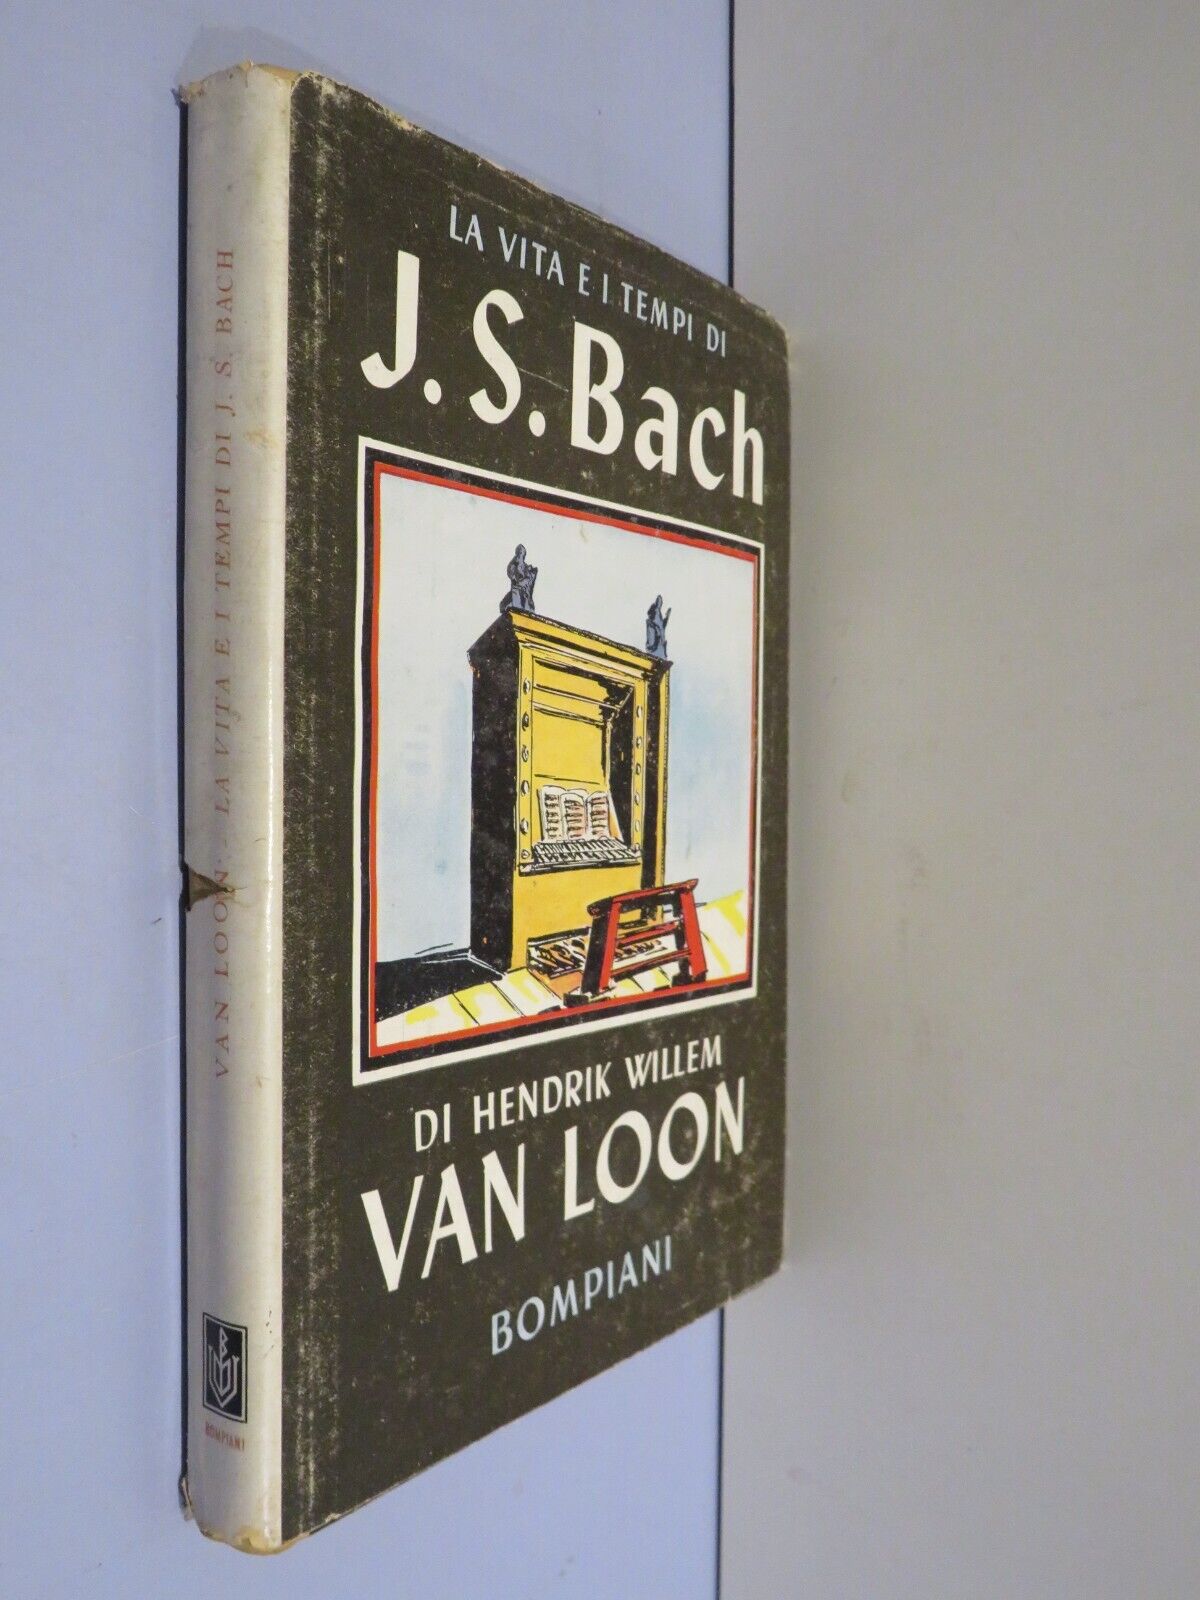 LA VITA E I TEMPI DI
J. S. Bach
DI HENDRIK WILLEM
VAN LOON
BOMPIANI
VAN LOON: LA VITA E I TEMPI DI J. S. BACH
BOMPIANI